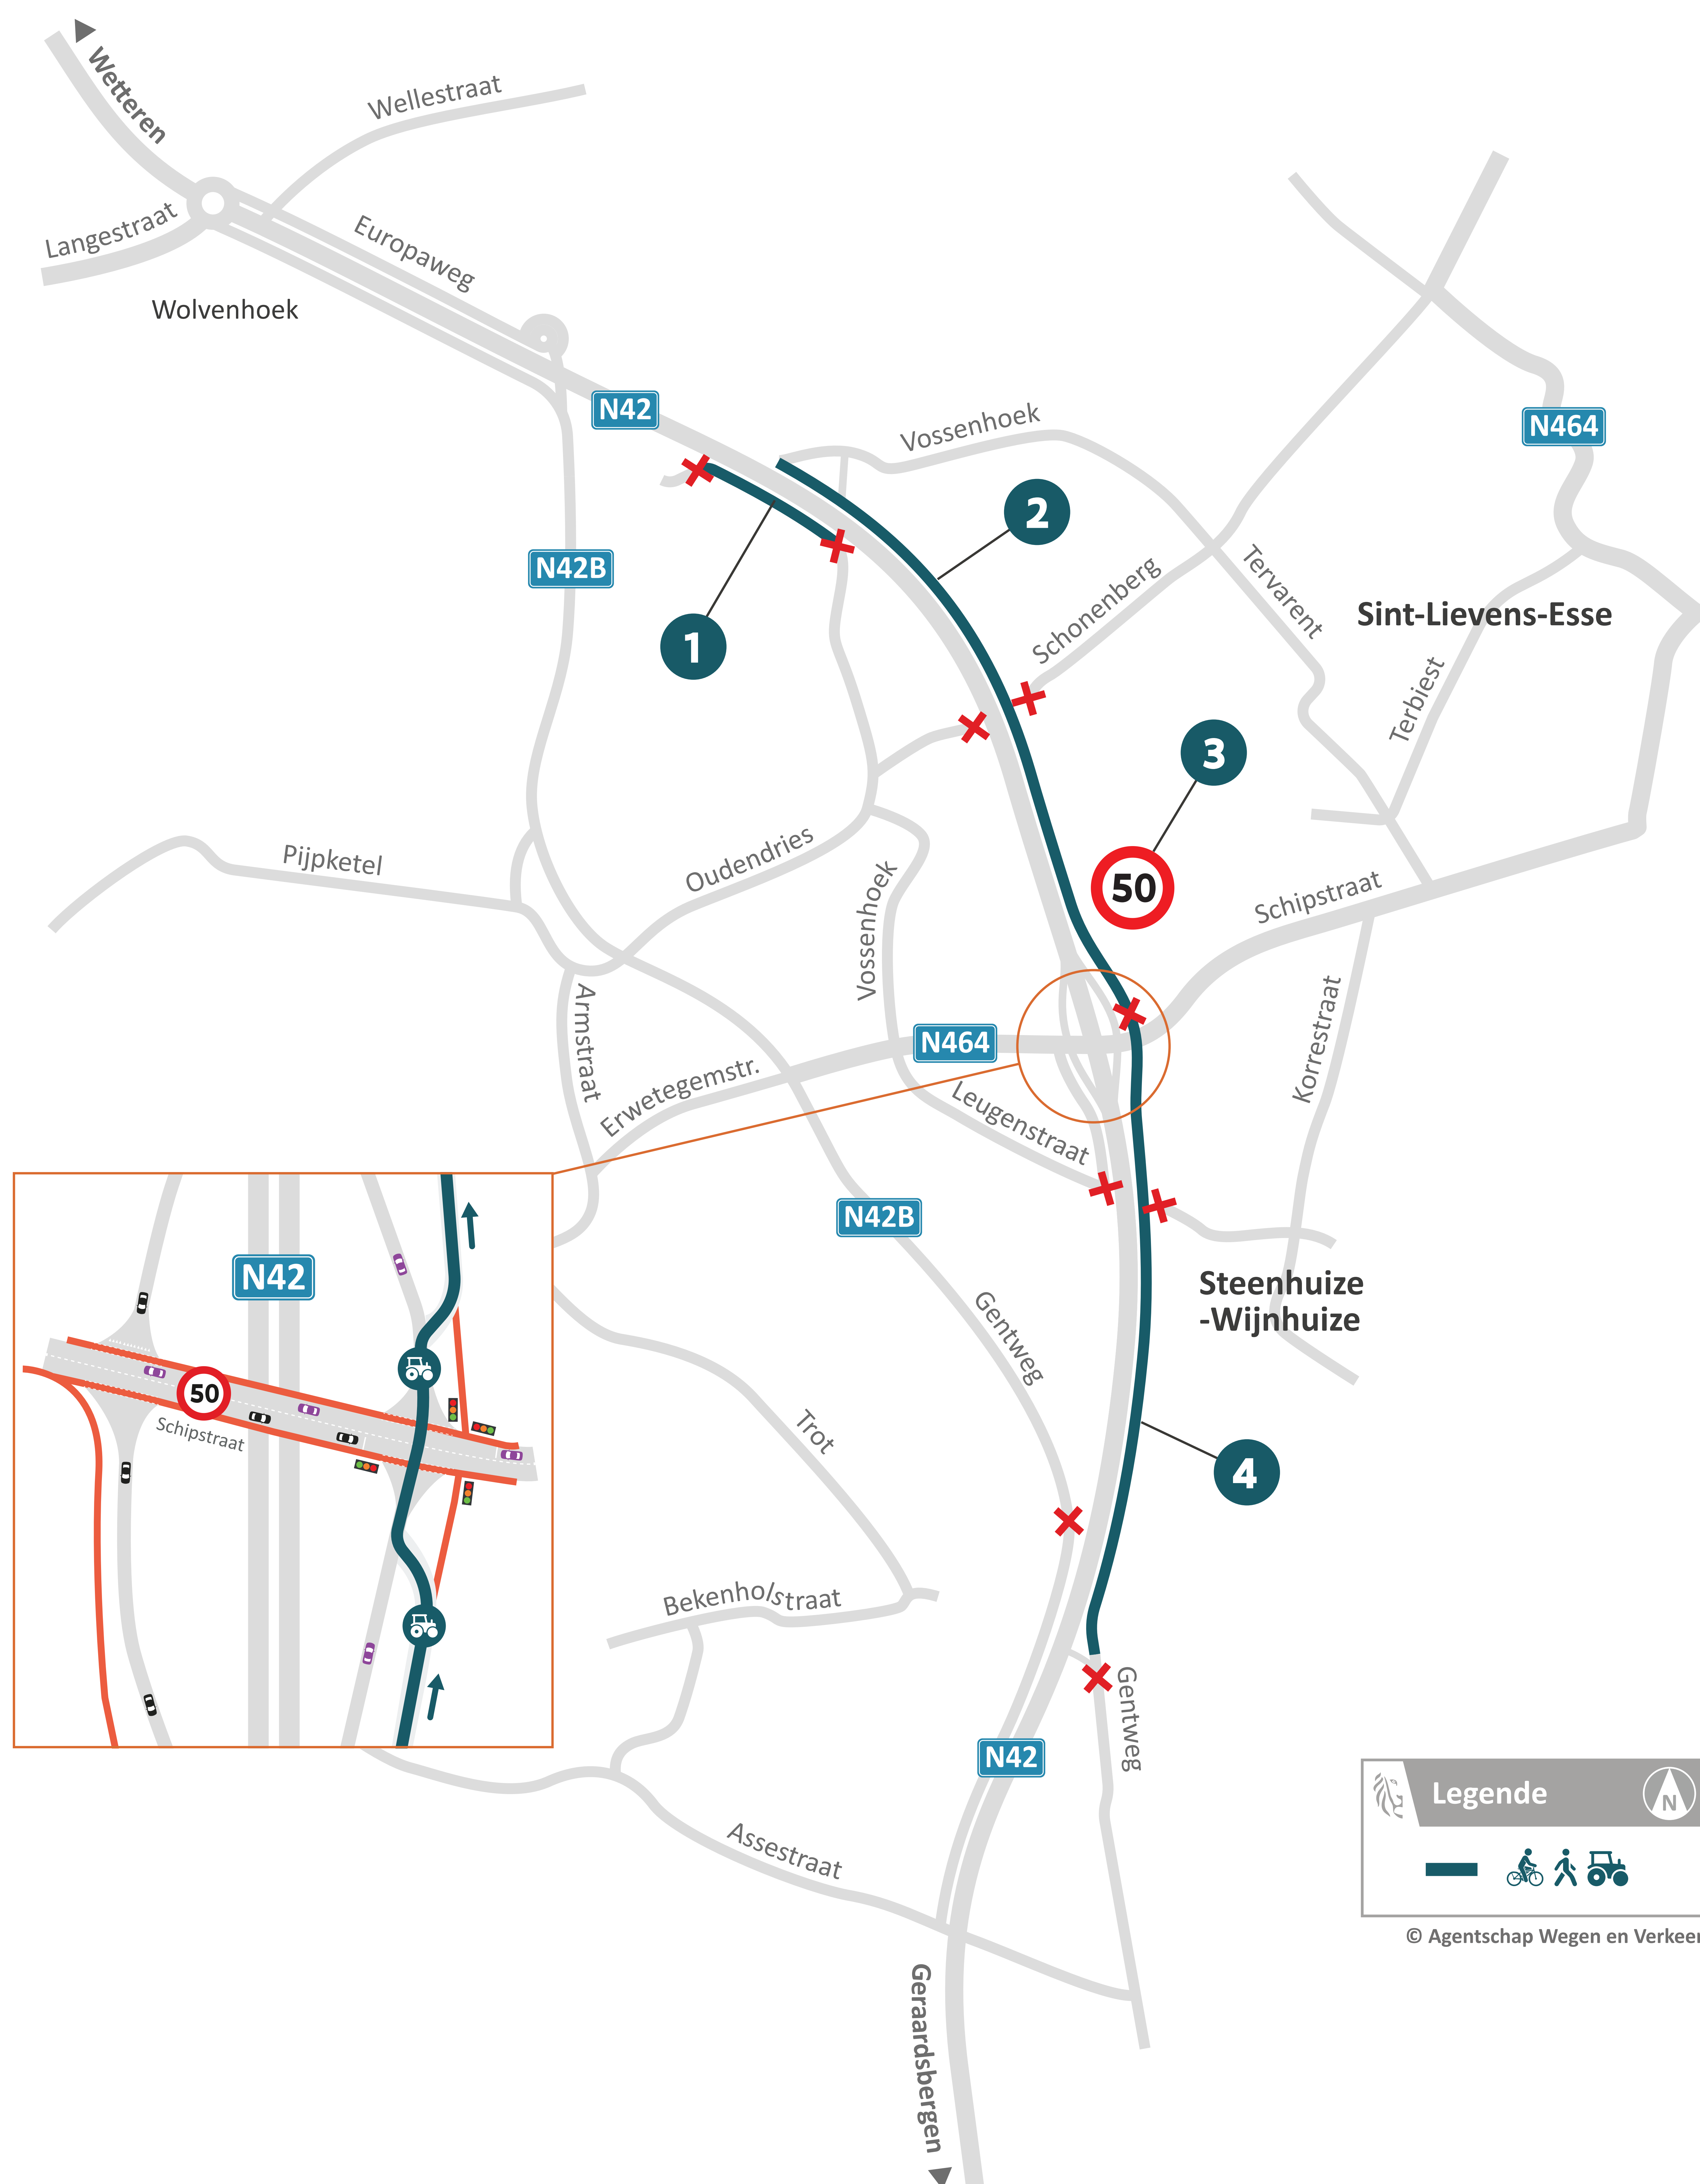 Wetteren
Wellestraat
Langestraat
Europaweg
Wolvenhoek
N42
Vossenhoek
N464
2
N42B
Schonenberg
Tervarent
Sint-Lievens-Esse
1
Terbiest
3
Pijpketel
Oudendries
50
Vossenhoek
Schipstraat
Armstraat
N464
Korrestraat
Erwetegemstr.
Leugenstraat
N42B
N42
Steenhuize
-Wijnhuize
Gentweg
50
Schipstraat
Trot
4
Bekenholstraat
Gentweg
N42
Legende
N
Assestraat
© Agentschap Wegen en Verkeer
Geraardsbergen